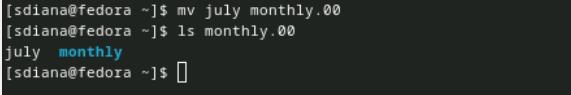 [sdiana@fedora ~]$ mv july monthly.00
[sdiana@fedora ~]$ ls monthly.00
july  monthly
[sdiana@fedora ~]$